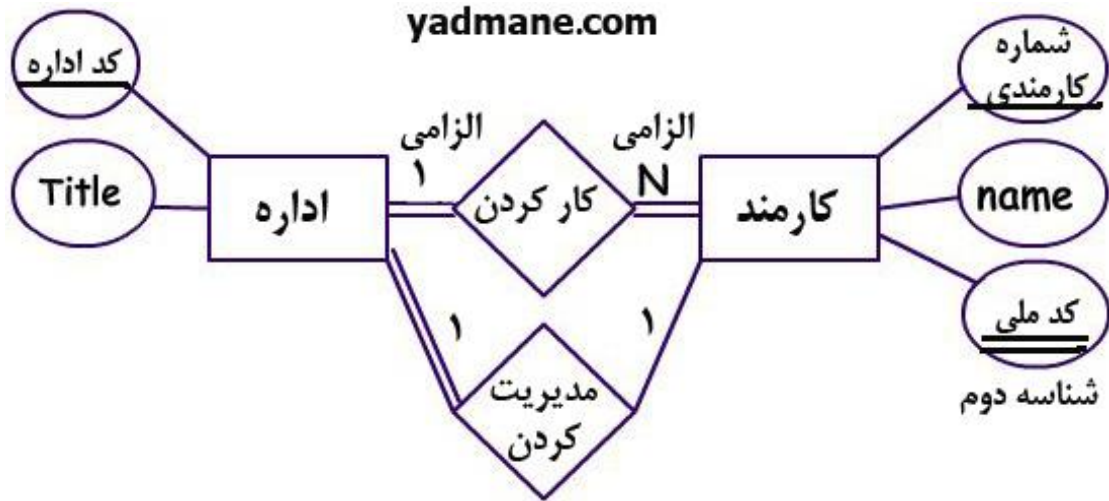 yadmane.com
شماره
کارمندی
کد اداره
الزامی
الزامی
۱
N
name
Title
کارمند
کار کردن
اداره
کد ملی
۱
۱
مدیریت
کردن
شناسه دوم